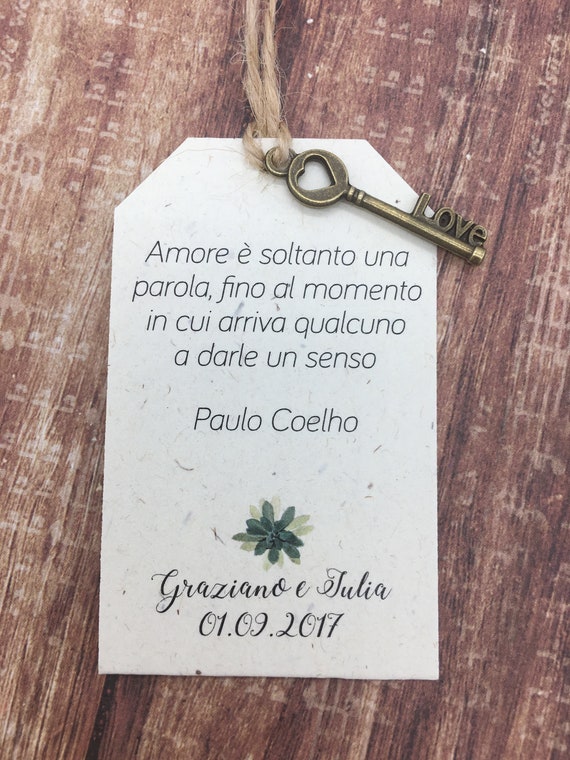 Love
Amore è soltanto una
parola, fino al momento
in cui arriva qualcuno
a darle un senso
Paulo Coelho
Graziano e Julia
01.09.2017